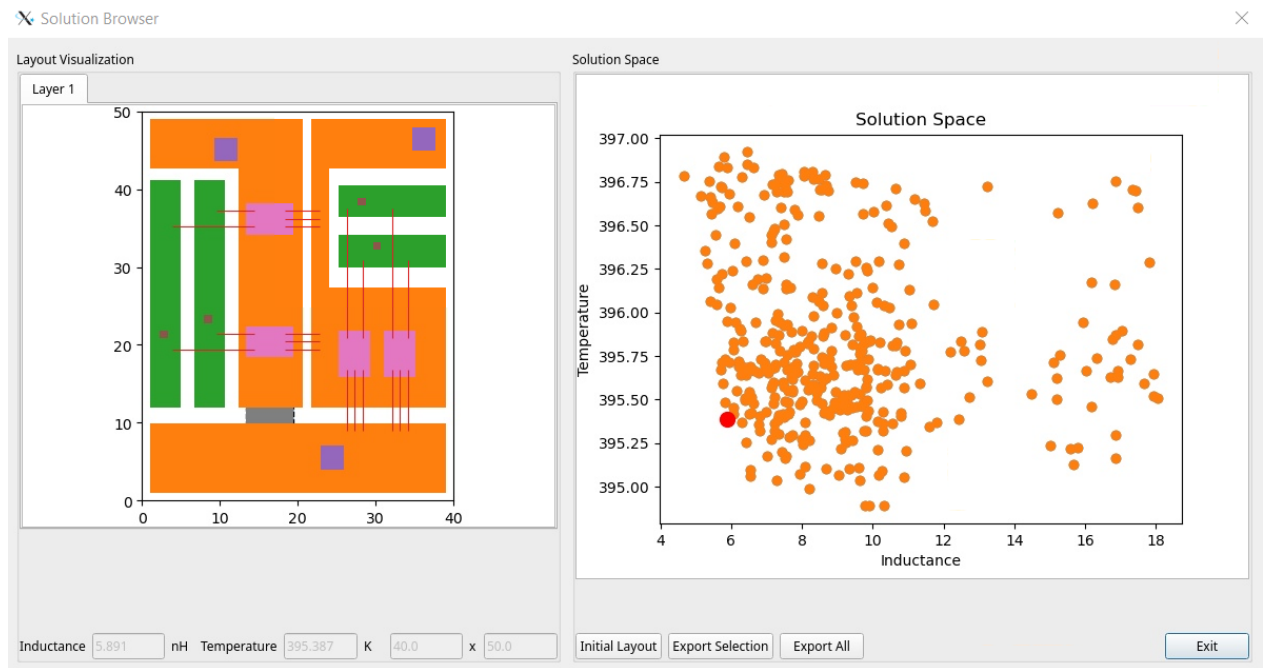 Solution Browser
Layout Visualization
Layer 1
50
40
30
20
10
0
0 10 20 30 40
Inductance 5.891 nH Temperature 395.387 K 40.0 x 50.0
Solution Space
Solution Space
397.00
396.75
396.50
396.25
396.00
395.75
395.50
395.25
395.00
Temperature
4 6 8 10 12 14 16 18
Inductance
Initial Layout Export Selection Export All Exit